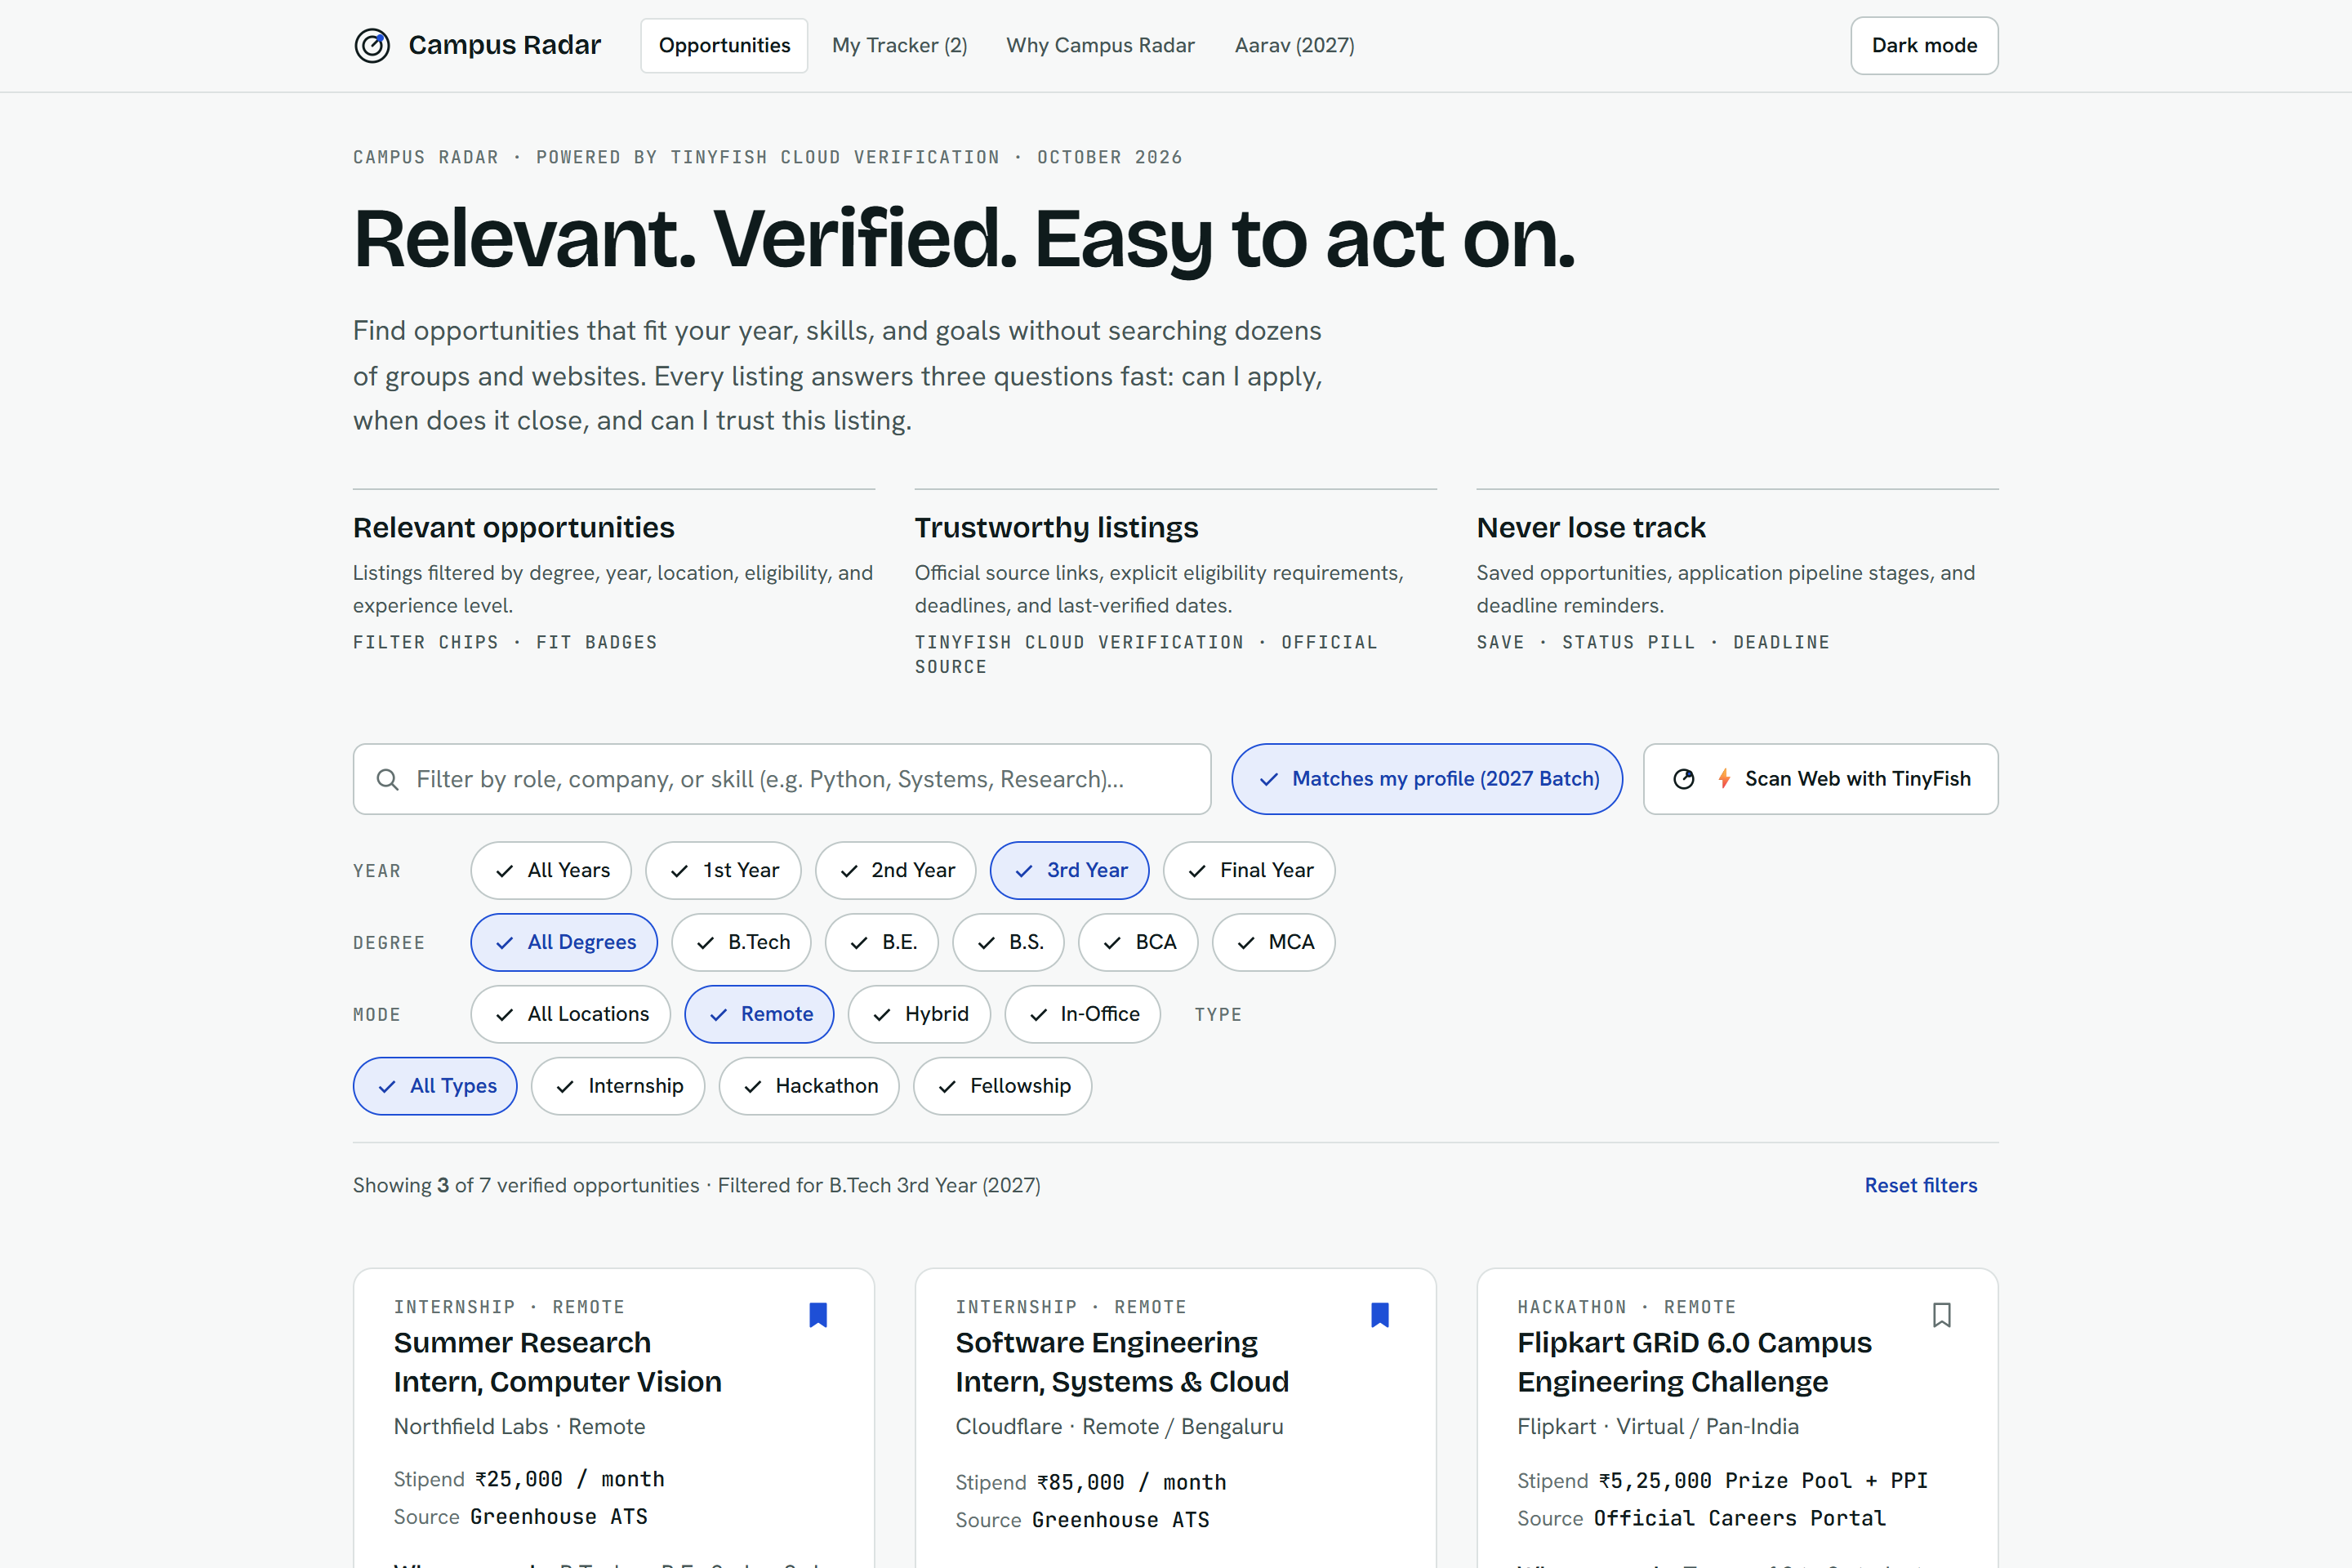 Campus Radar
Opportunities
My Tracker (2)
Why Campus Radar
Aarav (2027)
Dark mode
CAMPUS RADAR · POWERED BY TINYFISH CLOUD VERIFICATION · OCTOBER 2026
Relevant. Verified. Easy to act on.
Find opportunities that fit your year, skills, and goals without searching dozens
of groups and websites. Every listing answers three questions fast: can I apply,
when does it close, and can I trust this listing.
Relevant opportunities
Listings filtered by degree, year, location, eligibility, and
experience level.
FILTER CHIPS · FIT BADGES
Trustworthy listings
Official source links, explicit eligibility requirements,
deadlines, and last-verified dates.
TINYFISH CLOUD VERIFICATION · OFFICIAL
SOURCE
Never lose track
Saved opportunities, application pipeline stages, and
deadline reminders.
SAVE · STATUS PILL · DEADLINE
Filter by role, company, or skill (e.g. Python, Systems, Research)...
Matches my profile (2027 Batch)
Scan Web with TinyFish
YEAR
All Years
1st Year
2nd Year
3rd Year
Final Year
DEGREE
All Degrees
B.Tech
B.E.
B.S.
BCA
MCA
MODE
All Locations
Remote
Hybrid
In-Office
TYPE
All Types
Internship
Hackathon
Fellowship
Showing 3 of 7 verified opportunities · Filtered for B.Tech 3rd Year (2027)
Reset filters
INTERNSHIP · REMOTE
Summer Research
Intern, Computer Vision
Northfield Labs · Remote
Stipend ₹25,000 / month
Source Greenhouse ATS
INTERNSHIP · REMOTE
Software Engineering
Intern, Systems & Cloud
Cloudflare · Remote / Bengaluru
Stipend ₹85,000 / month
Source Greenhouse ATS
HACKATHON · REMOTE
Flipkart GRiD 6.0 Campus
Engineering Challenge
Flipkart · Virtual / Pan-India
Stipend ₹5,25,000 Prize Pool + PPI
Source Official Careers Portal